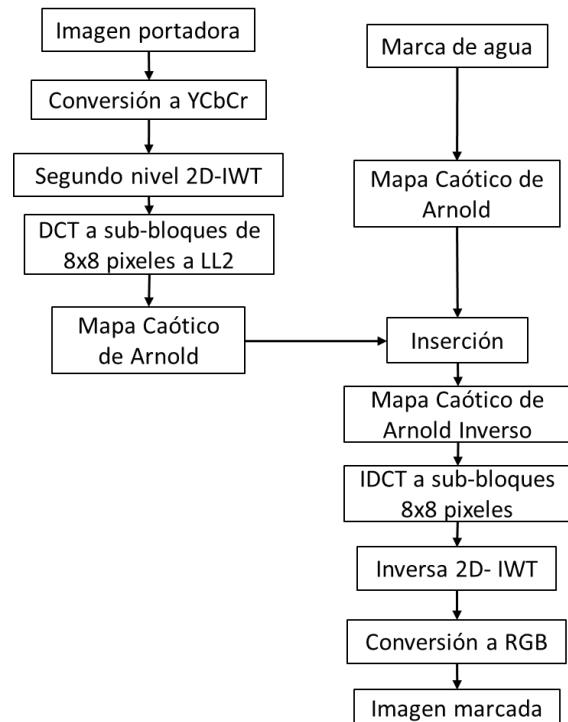 Imagen portadora
Conversión a YCbCr
Segundo nivel 2D-IWT
DCT a sub-bloques de
8x8 pixeles a LL2
Mapa Caótico
de Arnold
Marca de agua
Mapa Caótico de
Arnold
Inserción
Mapa Caótico de
Arnold Inverso
IDCT a sub-bloques
8x8 pixeles
Inversa 2D- IWT
Conversión a RGB
Imagen marcada